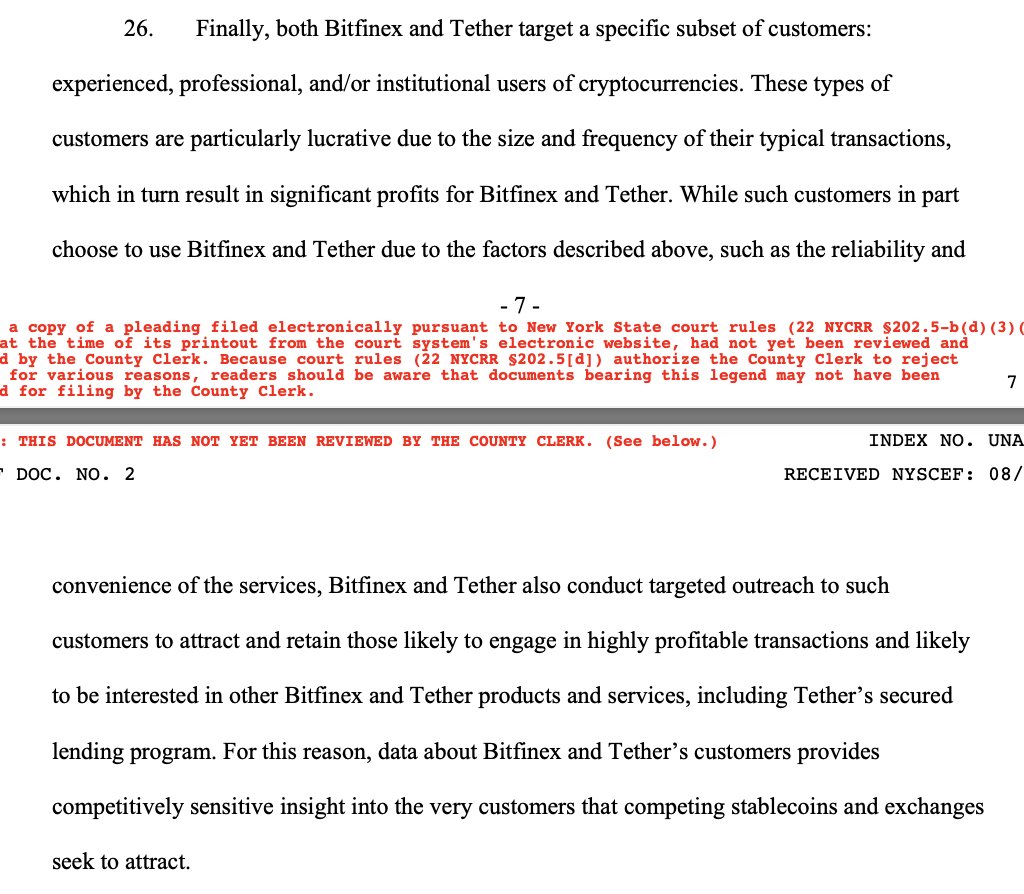 26. Finally, both Bitfinex and Tether target a specific subset of customers:
experienced, professional, and/or institutional users of cryptocurrencies. These types of
customers are particularly lucrative due to the size and frequency of their typical transactions,
which in turn result in significant profits for Bitfinex and Tether. While such customers in part
choose to use Bitfinex and Tether due to the factors described above, such as the reliability and
- 7 -
a copy of a pleading filed electronically pursuant to New York State court rules (22 NYCRR §202.5-b(d)(3)(
at the time of its printout from the court system's electronic website, had not yet been reviewed and
d by the County Clerk. Because court rules (22 NYCRR §202.5[d]) authorize the County Clerk to reject
for various reasons, readers should be aware that documents bearing this legend may not have been
d for filing by the County Clerk.
7
: THIS DOCUMENT HAS NOT YET BEEN REVIEWED BY THE COUNTY CLERK. (See below.) INDEX NO. UNA
DOC. NO. 2 RECEIVED NYSCEF: 08/
convenience of the services, Bitfinex and Tether also conduct targeted outreach to such
customers to attract and retain those likely to engage in highly profitable transactions and likely
to be interested in other Bitfinex and Tether products and services, including Tether’s secured
lending program. For this reason, data about Bitfinex and Tether’s customers provides
competitively sensitive insight into the very customers that competing stablecoins and exchanges
seek to attract.